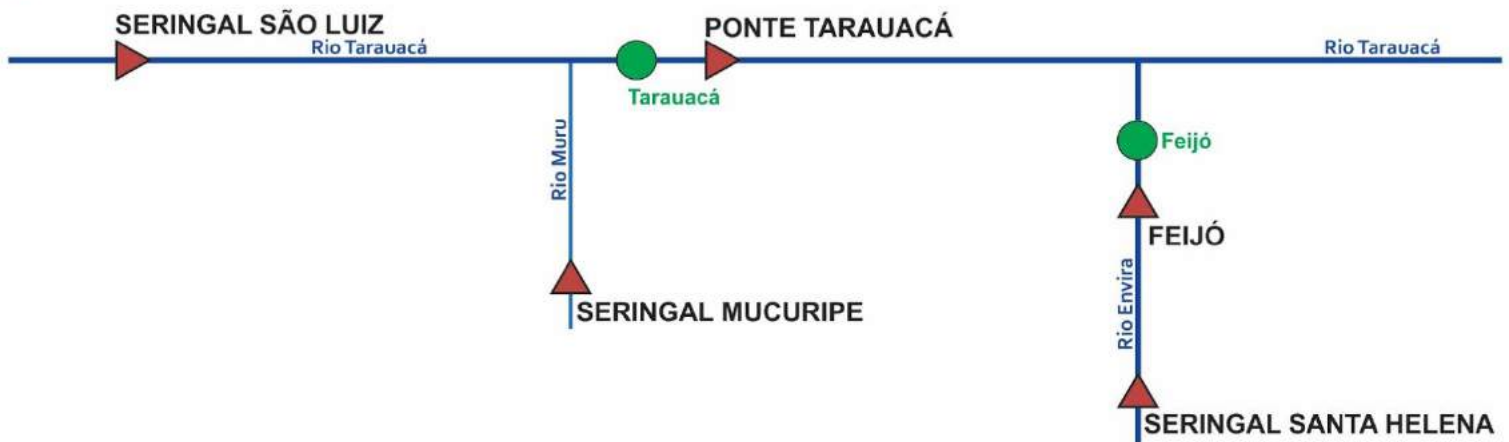 SERINGAL SÃO LUIZ
PONTE TARAUACÁ
Rio Tarauacá
Rio Tarauacá
Tarauacá
Rio Muru
Feijó
FEIJÓ
Rio Envira
SERINGAL MUCURIPE
SERINGAL SANTA HELENA